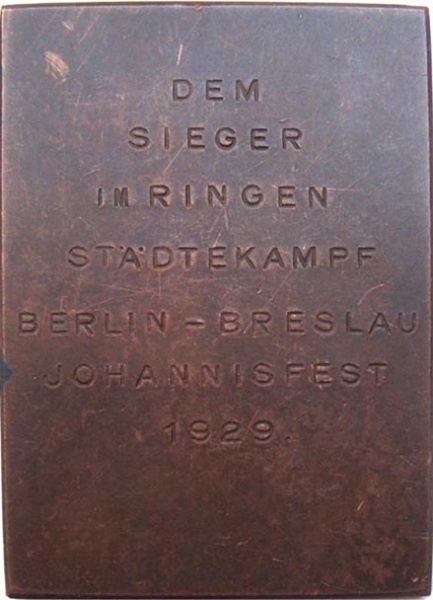 DEM
SIEGER
IM RINGEN
STÄDTEKAMPF
BERLIN – BRESLAU
JOHANNISFEST
1929.